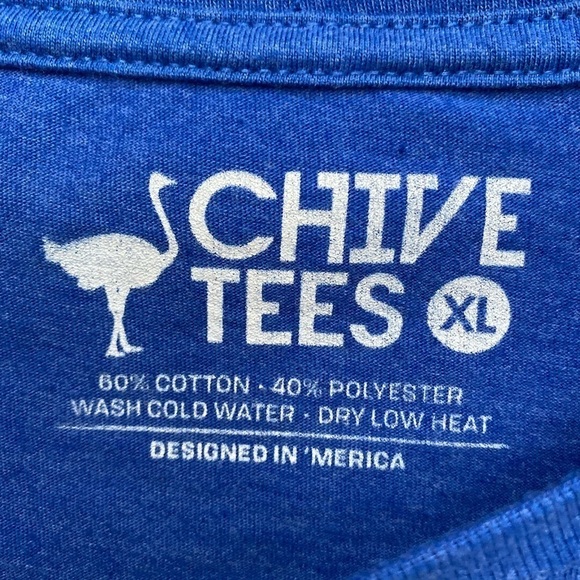 CHIVE
TEES XL
60% COTTON · 40% POLYESTER
WASH COLD WATER · DRY LOW HEAT
DESIGNED IN 'MERICA